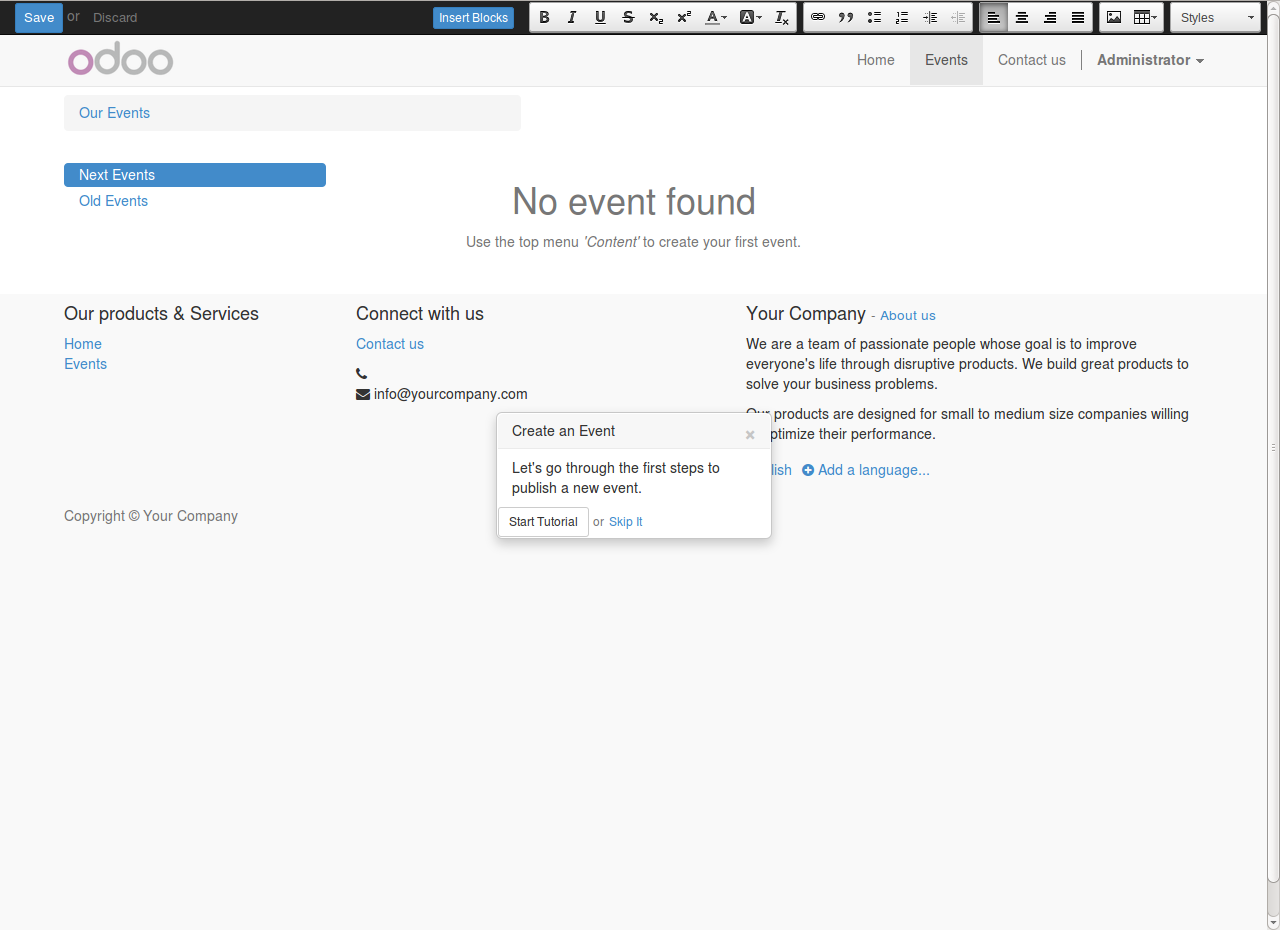 Save or Discard Insert Blocks B I U S x₂ x² A A Tx Styles
odoo Home Events Contact us Administrator
Our Events
Next Events
Old Events
No event found
Use the top menu 'Content' to create your first event.
Our products & Services
Home
Events
Connect with us
Contact us
info@yourcompany.com
Your Company - About us
We are a team of passionate people whose goal is to improve
everyone's life through disruptive products. We build great products to
solve your business problems.
Our products are designed for small to medium size companies willing
ptimize their performance.
lish Add a language...
Create an Event ×
Let's go through the first steps to
publish a new event.
Start Tutorial or Skip It
Copyright © Your Company